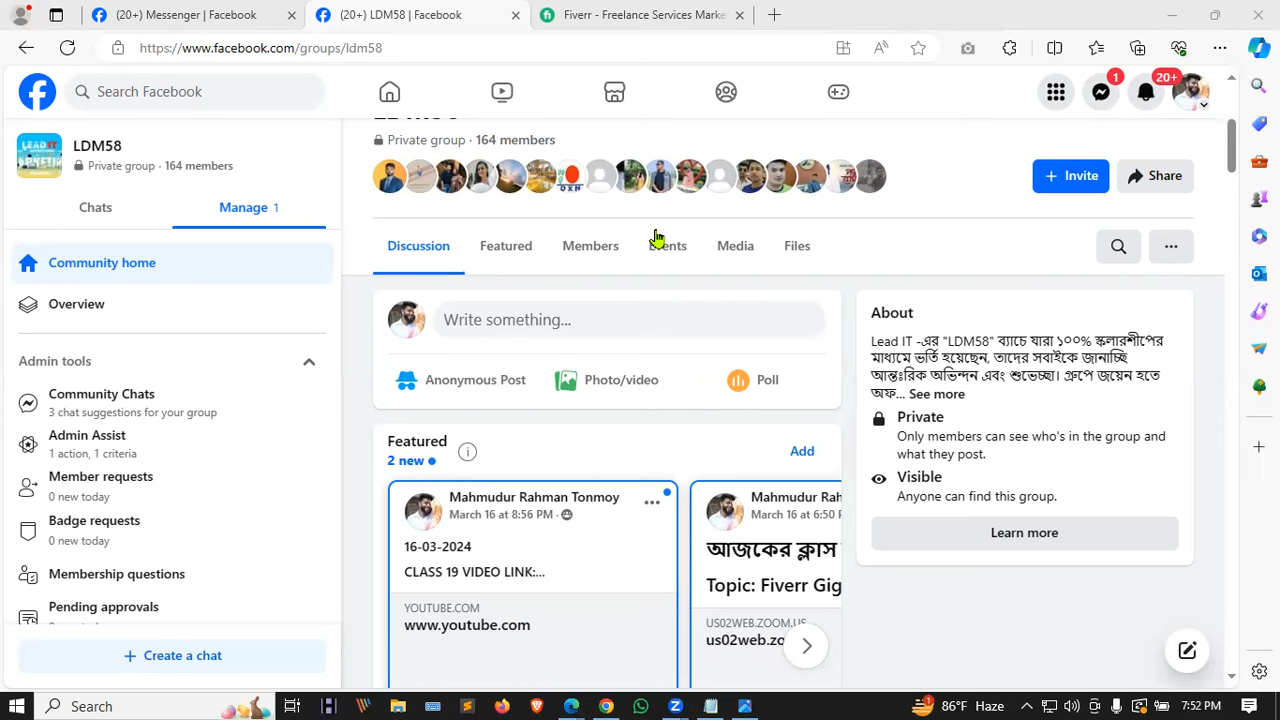 (20+) Messenger | Facebook
(20+) LDM58 | Facebook
Fiverr - Freelance Services Marke
https://www.facebook.com/groups/ldm58
Search Facebook
1
20+
LDM58
Private group · 164 members
Chats
Manage 1
Community home
Overview
Admin tools
Community Chats
3 chat suggestions for your group
Admin Assist
1 action, 1 criteria
Member requests
0 new today
Badge requests
0 new today
Membership questions
Pending approvals
+ Create a chat
Private group · 164 members
+ Invite
Share
Discussion
Featured
Members
Events
Media
Files
Write something...
Anonymous Post
Photo/video
Poll
Featured
2 new
Add
Mahmudur Rahman Tonmoy
March 16 at 8:56 PM ·
16-03-2024
CLASS 19 VIDEO LINK:...
YOUTUBE.COM
www.youtube.com
Mahmudur Rah
March 16 at 6:50 P
আজকের ক্লাস
Topic: Fiverr Gig
US02WEB.ZOOM.US
us02web.zo
About
Lead IT -এর "LDM58" ব্যাচে যারা ১০০% স্কলারশীপের
মাধ্যমে ভর্তি হয়েছেন, তাদের সবাইকে জানাচ্ছি
আন্তঃরিক অভিন্দন এবং শুভেচ্ছা। গ্রুপে জয়েন হতে
অফ... See more
Private
Only members can see who's in the group and
what they post.
Visible
Anyone can find this group.
Learn more
Search
86°F Haze
7:52 PM